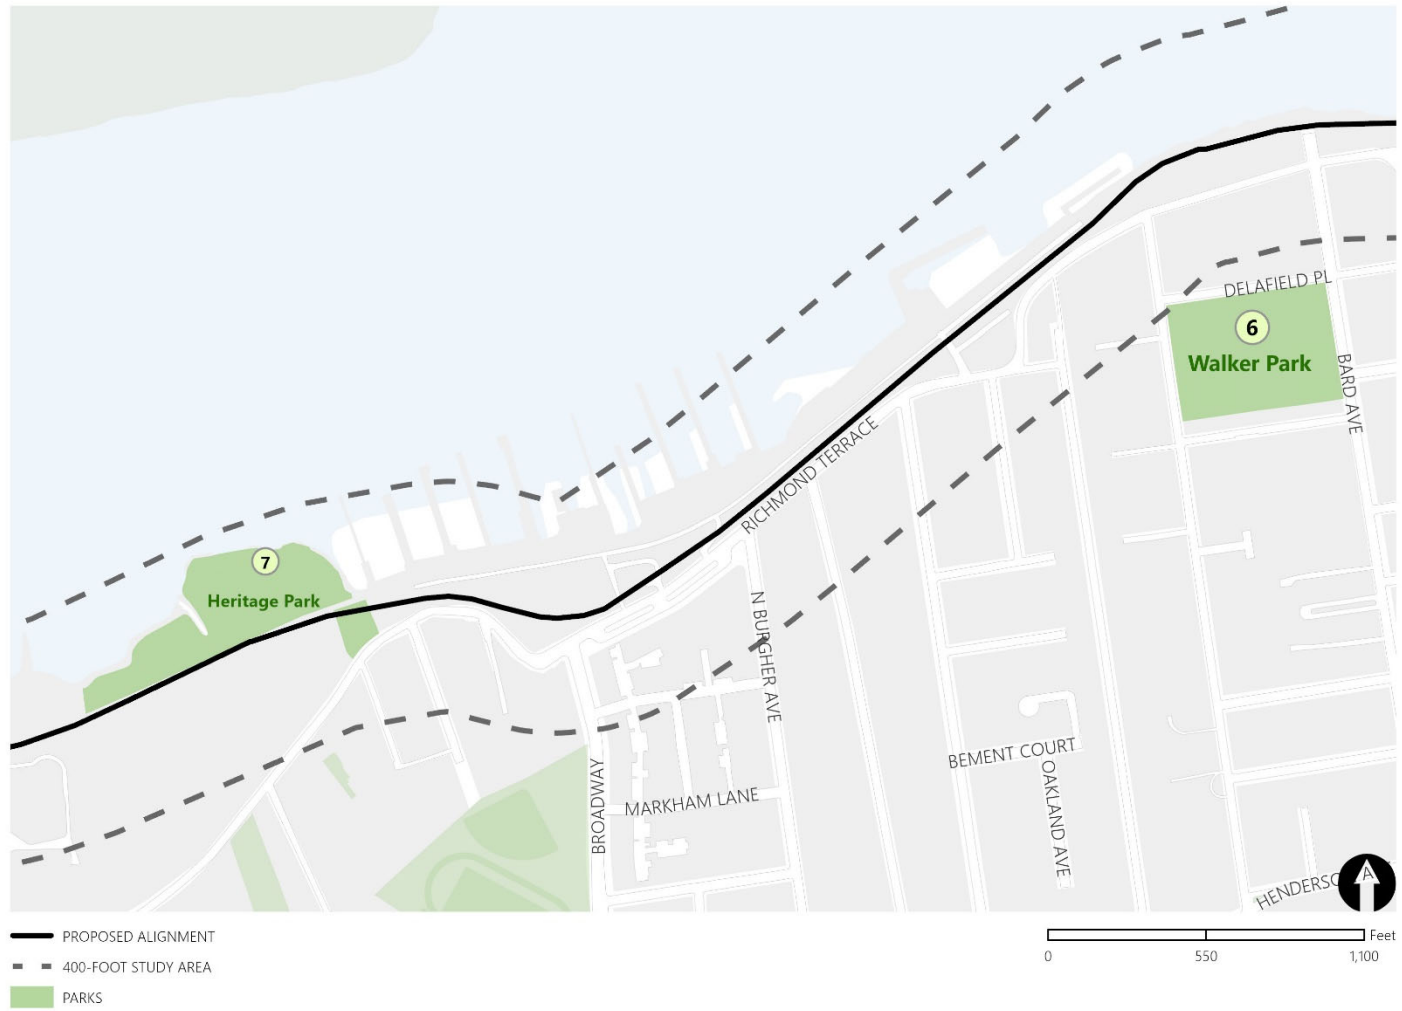 DELAFIELD PL
6
Walker Park
BARD AVE
RICHMOND TERRACE
7
Heritage Park
N BURGHER AVE
BEMENT COURT
OAKLAND AVE
MARKHAM LANE
BROADWAY
A
PROPOSED ALIGNMENT
400-FOOT STUDY AREA
PARKS
Feet
0 550 1,100